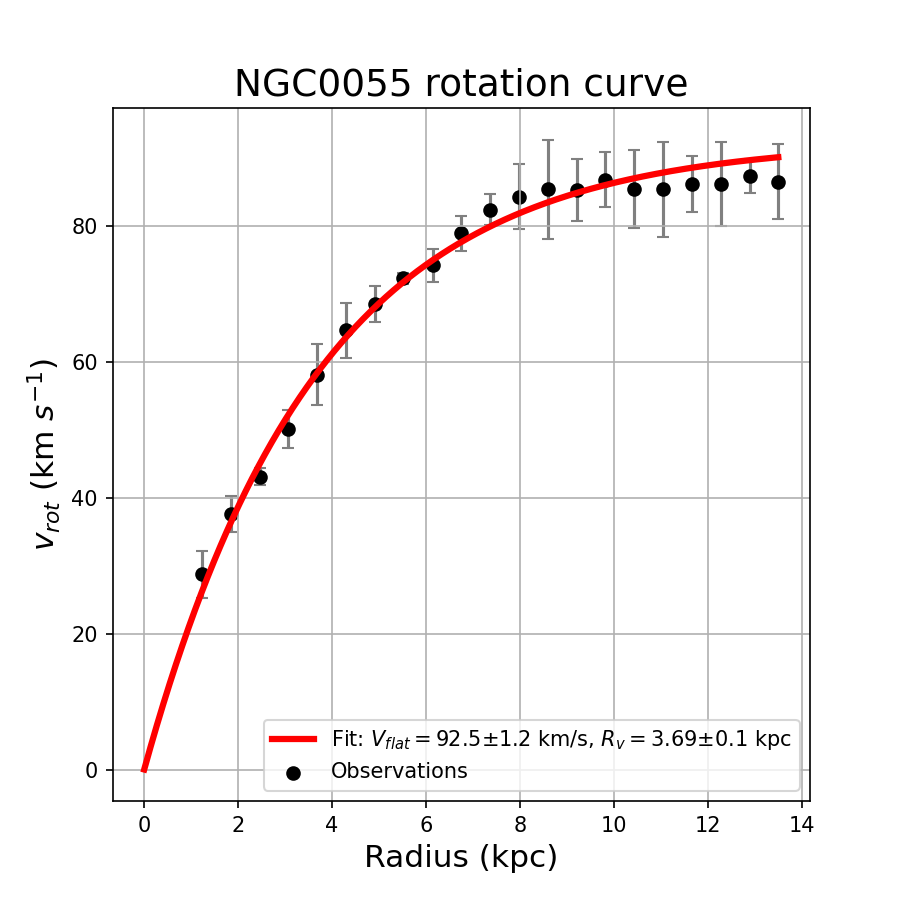 NGC0055 rotation curve
80
60
40
20
0
v_rot (km s^−1)
Fit: V_flat = 92.5±1.2 km/s, R_v = 3.69±0.1 kpc
Observations
0 2 4 6 8 10 12 14
Radius (kpc)